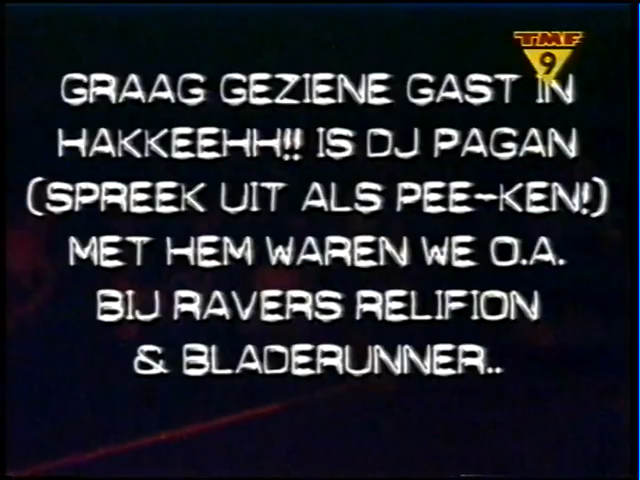 TMF
9
GRAAG GEZIENE GAST IN
HAKKEEHH!! IS DJ PAGAN
(SPREEK UIT ALS PEE-KEN!)
MET HEM WAREN WE O.A.
BIJ RAVERS RELIFION
& BLADERUNNER..